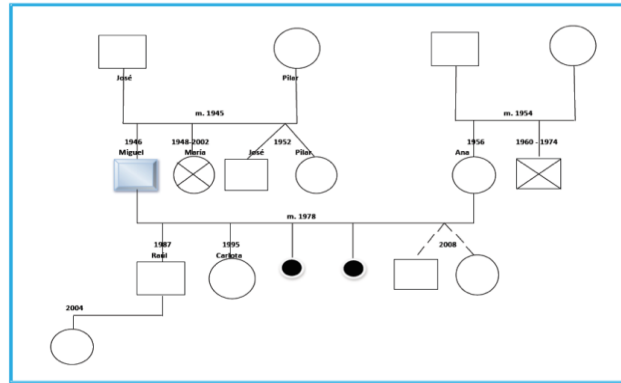 José
Pilar
m. 1945
m. 1954
1946
Miguel
1948-2002
María
1952
José
Pilar
1956
Ana
1960 - 1974
m. 1978
1987
Raúl
1995
Carlota
2008
2004